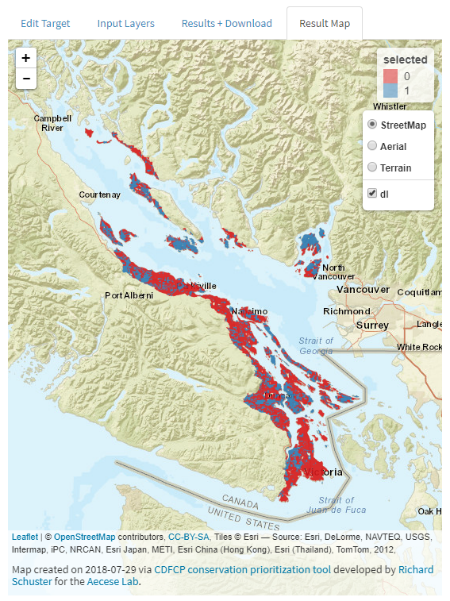 Edit Target Input Layers Results + Download Result Map
+
−
selected
0
1
Whistler
StreetMap
Aerial
Terrain
dl
Campbell
River
Courtenay
Port Alberni
North
Vancouver
Vancouver Coquitlam
Richmond
Surrey
Langle
White Rock
Strait of
Georgia
Victoria
CANADA
UNITED STATES
Strait of
Juan de Fuca
Oak H
Leaflet | © OpenStreetMap contributors, CC-BY-SA, Tiles © Esri — Source: Esri, DeLorme, NAVTEQ, USGS,
Intermap, iPC, NRCAN, Esri Japan, METI, Esri China (Hong Kong), Esri (Thailand), TomTom, 2012,
Map created on 2018-07-29 via CDFCP conservation prioritization tool developed by Richard
Schuster for the Aecese Lab.